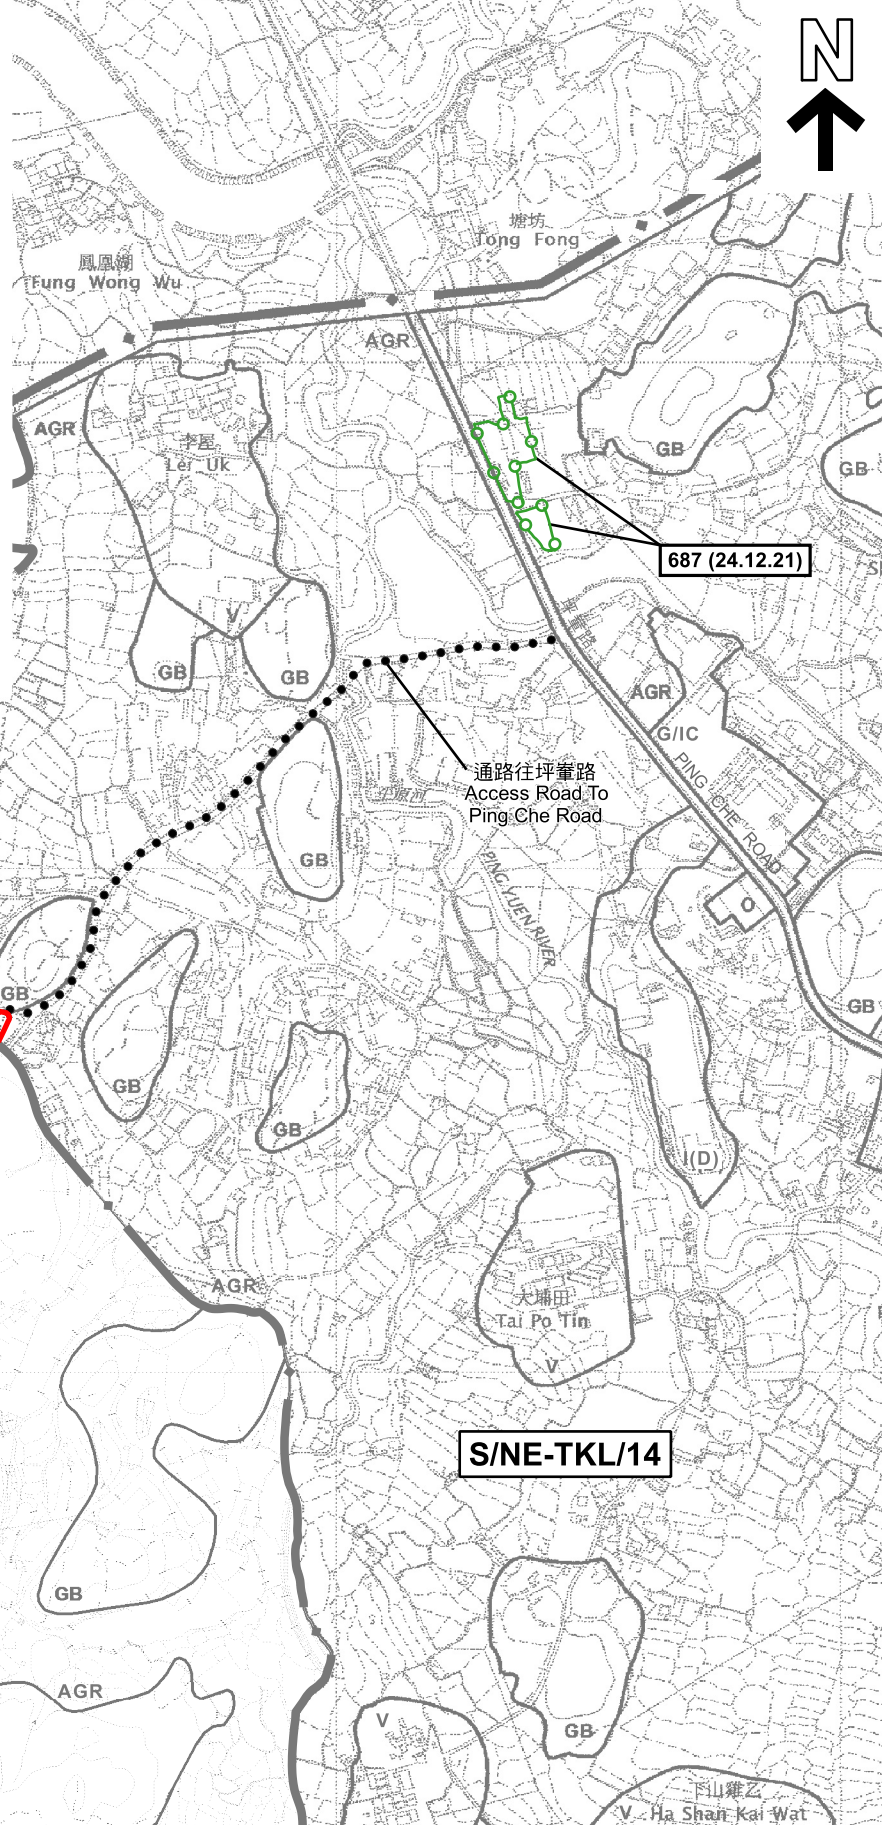 N
塘坊
Tong Fong
鳳凰湖
Fung Wong Wu
AGR
AGR
李屋
Lei Uk
GB
GB
687 (24.12.21)
V
GB
GB
AGR
G/IC
通路往坪輋路
Access Road To
Ping Che Road
PING CHE ROAD
GB
PING YUEN RIVER
O
GB
GB
GB
GB
I(D)
AGR
大埔田
Tai Po Tin
V
S/NE-TKL/14
GB
AGR
V
GB
下山雞乙
V
Ha Shan Kai Wat